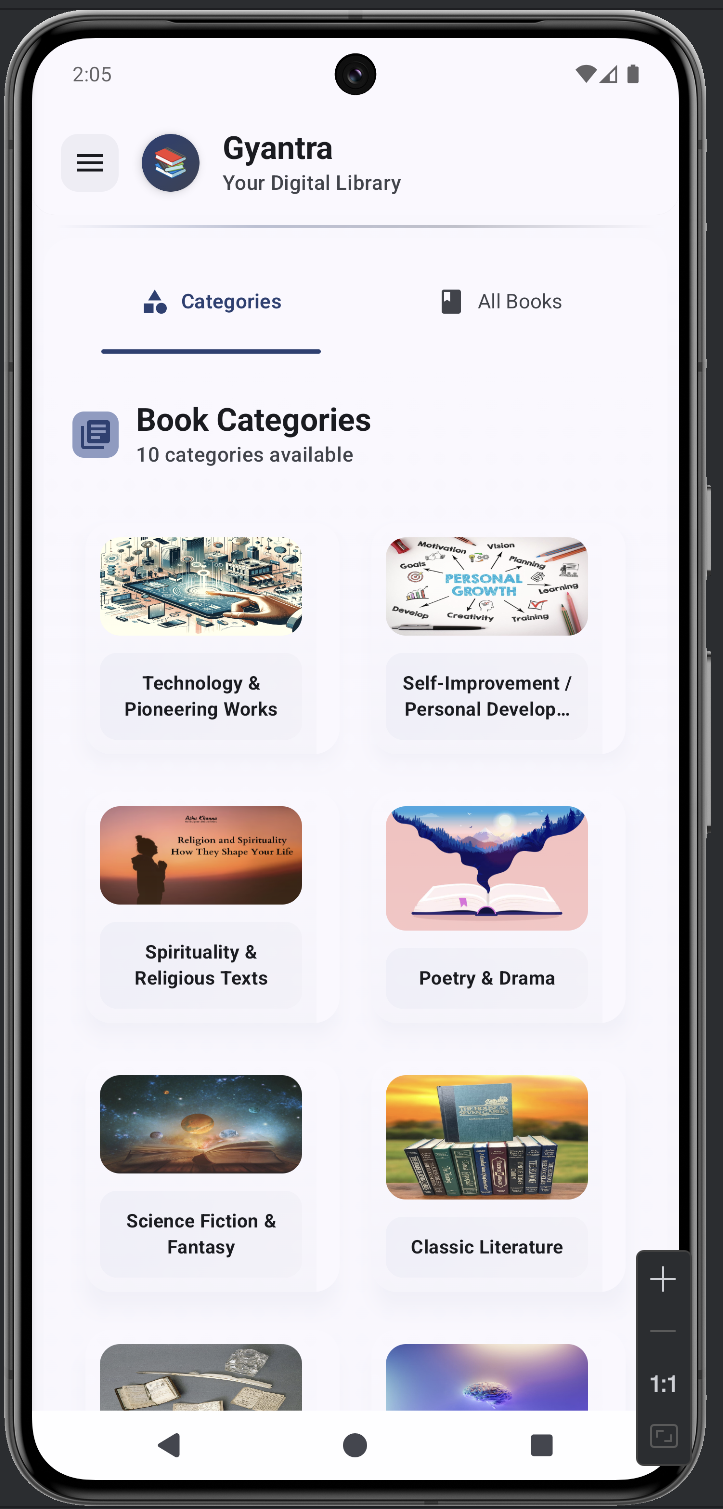 2:05
Gyantra
Your Digital Library
Categories
All Books
Book Categories
10 categories available
Motivation
Vision
Goals
Planning
PERSONAL
GROWTH
Learning
Develop
Creativity
Training
Technology &
Pioneering Works
Self-Improvement /
Personal Develop...
Religion and Spirituality
How They Shape Your Life
Spirituality &
Religious Texts
Poetry & Drama
Science Fiction &
Fantasy
Classic Literature
1:1